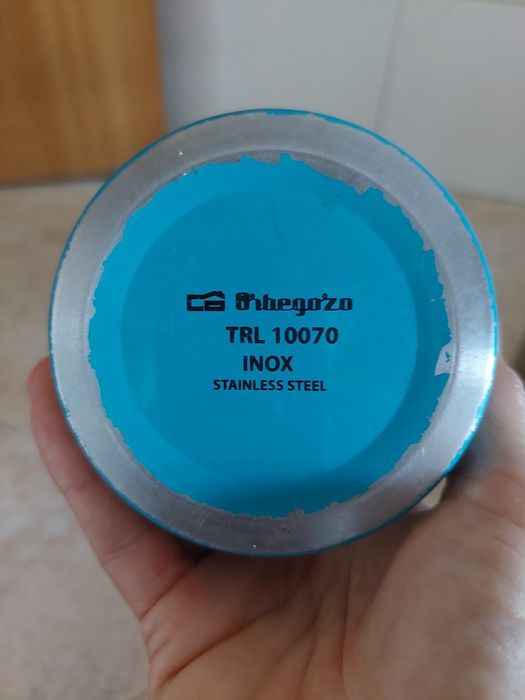 Orbegozo
TRL 10070
INOX
STAINLESS STEEL